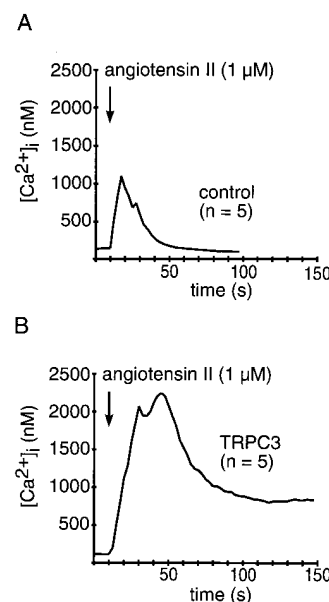 A
angiotensin II (1 µM)
2500
2000
1500
1000
500
[Ca2+]i (nM)
control
(n = 5)
50
100
150
time (s)
B
angiotensin II (1 µM)
2500
2000
1500
1000
500
[Ca2+]i (nM)
TRPC3
(n = 5)
50
100
150
time (s)